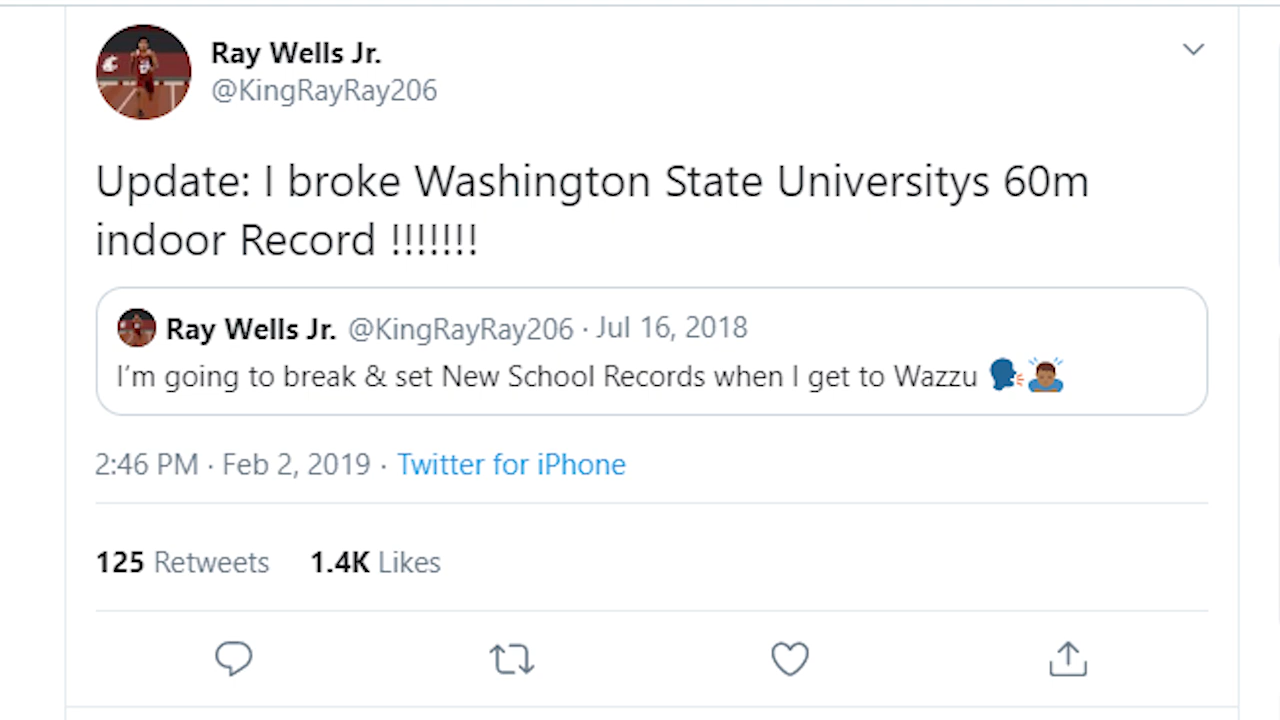 Ray Wells Jr.
@KingRayRay206
Update: I broke Washington State Universitys 60m
indoor Record !!!!!!!
Ray Wells Jr. @KingRayRay206 · Jul 16, 2018
I'm going to break & set New School Records when I get to Wazzu 🗣️🙇🏾‍♂️
2:46 PM · Feb 2, 2019 · Twitter for iPhone
125 Retweets 1.4K Likes